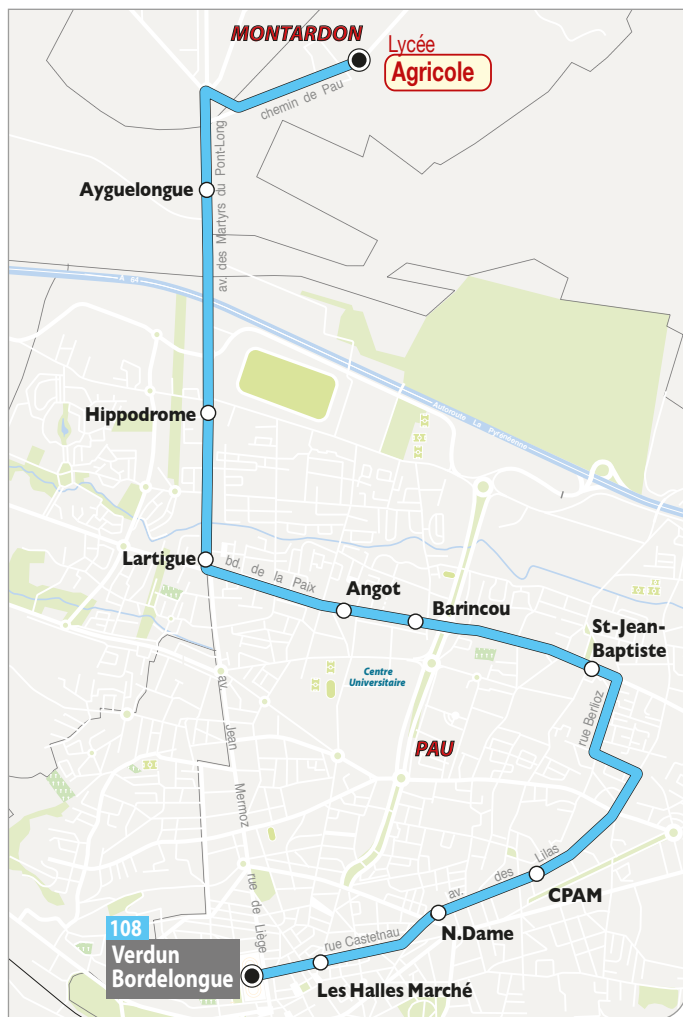 MONTARDON
Lycée
Agricole
chemin de Pau
Ayguelongue
av. des Martyrs du Pont-Long
A 64
Autoroute La Pyrénéenne
Hippodrome
Lartigue
bd. de la Paix
Angot
Barincou
St-Jean-
Baptiste
Centre
Universitaire
rue Berlioz
PAU
av. Jean Mermoz
av. des Lilas
CPAM
rue de Liège
N.Dame
rue Castetnau
108
Verdun
Bordelongue
Les Halles Marché